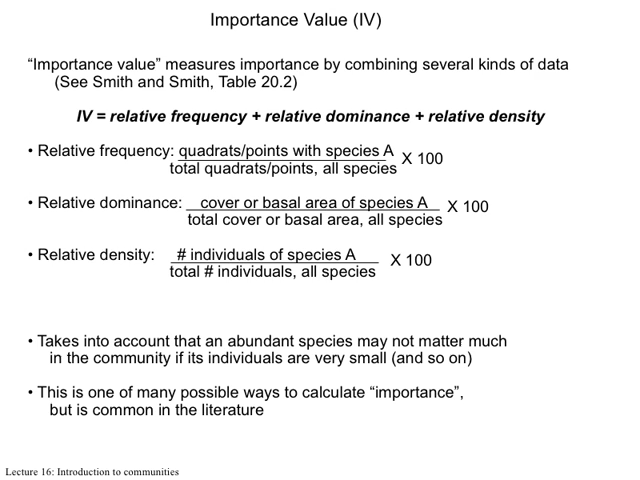 Importance Value (IV)
“Importance value” measures importance by combining several kinds of data
(See Smith and Smith, Table 20.2)
IV = relative frequency + relative dominance + relative density
• Relative frequency: quadrats/points with species A X 100
total quadrats/points, all species
• Relative dominance: cover or basal area of species A X 100
total cover or basal area, all species
• Relative density: # individuals of species A X 100
total # individuals, all species
• Takes into account that an abundant species may not matter much
in the community if its individuals are very small (and so on)
• This is one of many possible ways to calculate “importance”,
but is common in the literature
Lecture 16: Introduction to communities